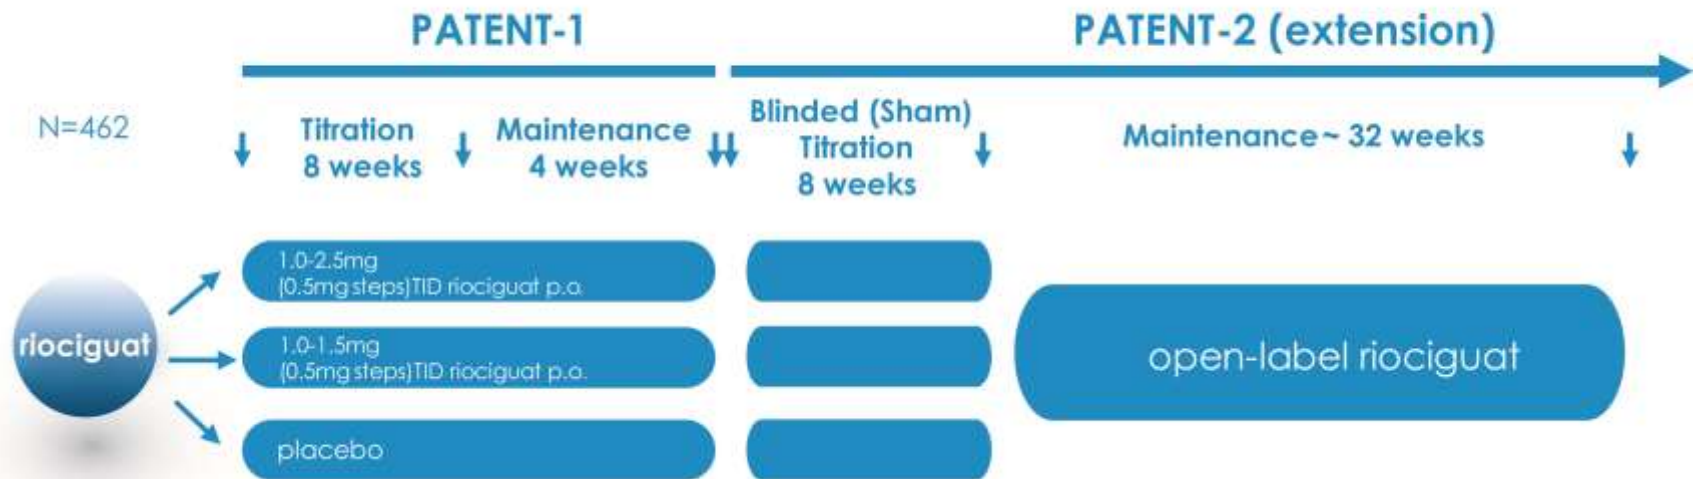 PATENT-1
PATENT-2 (extension)
N=462
Titration
8 weeks
Maintenance
4 weeks
Blinded (Sham)
Titration
8 weeks
Maintenance~ 32 weeks
riociguat
1.0-2.5mg
(0.5mg steps)TID riociguat p.o.
1.0-1.5mg
(0.5mg steps)TID riociguat p.o.
placebo
open-label riociguat